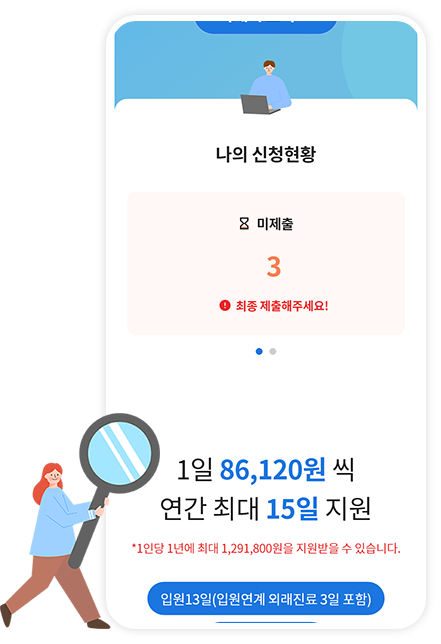 나의 신청현황
미제출
3
최종 제출해주세요!
1일 86,120원 씩
연간 최대 15일 지원
*1인당 1년에 최대 1,291,800원을 지원받을 수 있습니다.
입원13일(입원연계 외래진료 3일 포함)